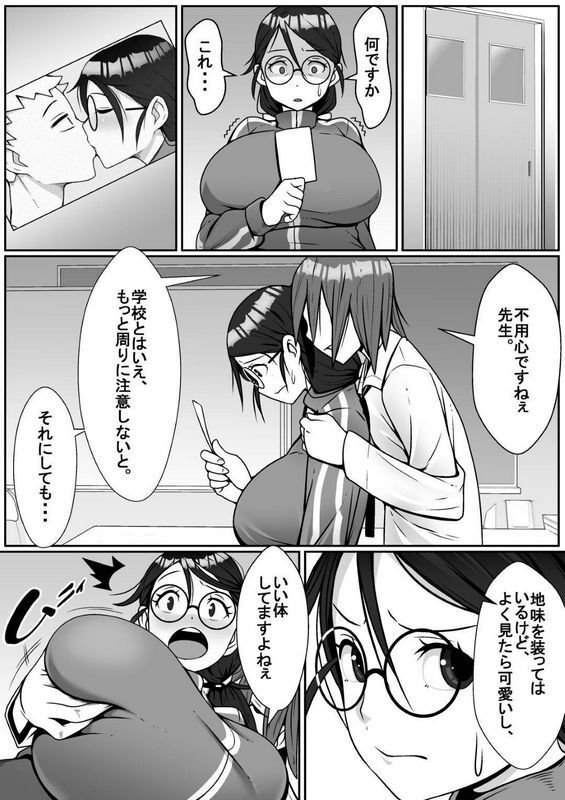 何ですか
これ・・
不用心ですねぇ
先生。
学校とはいえ、
もっと周りに注意しないと。
それにしても・・
地味を装っては
いるけど、
よく見たら可愛いし、
いい体
してますよねぇ
ムニィ